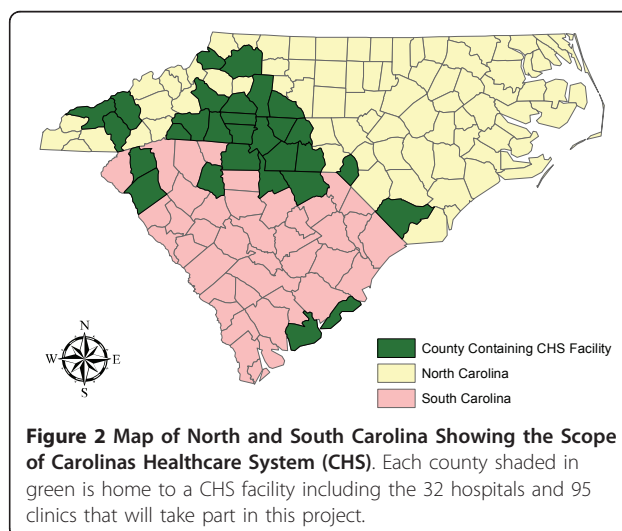 N
W E
S
County Containing CHS Facility
North Carolina
South Carolina
Figure 2 Map of North and South Carolina Showing the Scope
of Carolinas Healthcare System (CHS). Each county shaded in
green is home to a CHS facility including the 32 hospitals and 95
clinics that will take part in this project.